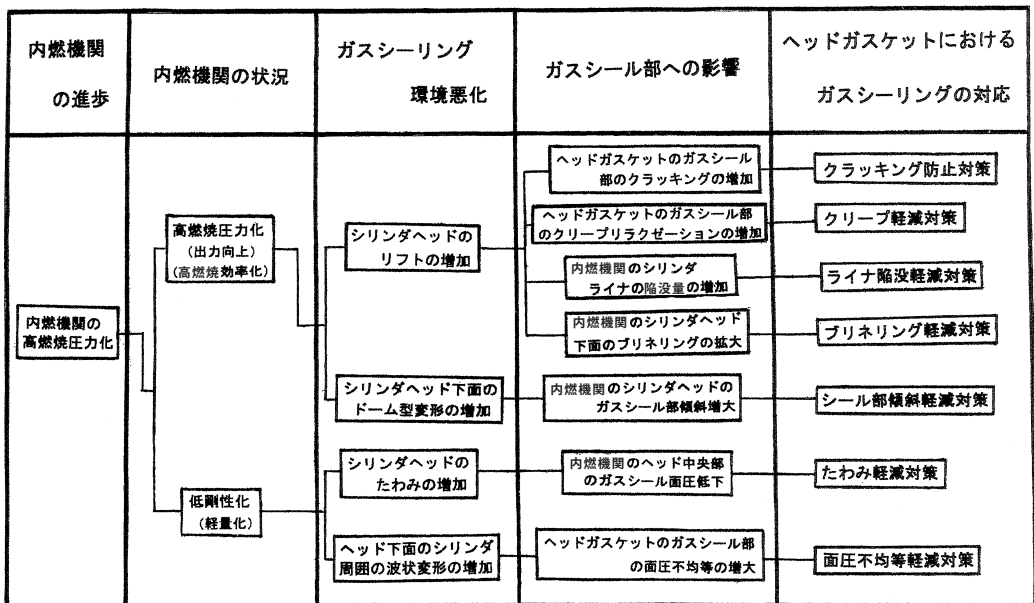 内燃機関
の進歩
内燃機関の状況
ガスシーリング
環境悪化
ガスシール部への影響
ヘッドガスケットにおける
ガスシーリングの対応
内燃機関の
高燃焼圧力化
高燃焼圧力化
(出力向上)
(高燃焼効率化)
低剛性化
(軽量化)
シリンダヘッドの
リフトの増加
シリンダヘッド下面の
ドーム型変形の増加
シリンダヘッドの
たわみの増加
ヘッド下面のシリンダ
周囲の波状変形の増加
ヘッドガスケットのガスシール
部のクラッキングの増加
ヘッドガスケットのガスシール部
のクリープリラクゼーションの増加
内燃機関のシリンダ
ライナの陥没量の増加
内燃機関のシリンダヘッド
下面のブリネリングの拡大
内燃機関のシリンダヘッドの
ガスシール部傾斜増大
内燃機関のヘッド中央部
のガスシール面圧低下
ヘッドガスケットのガスシール部
の面圧不均等の増大
クラッキング防止対策
クリープ軽減対策
ライナ陥没軽減対策
ブリネリング軽減対策
シール部傾斜軽減対策
たわみ軽減対策
面圧不均等軽減対策